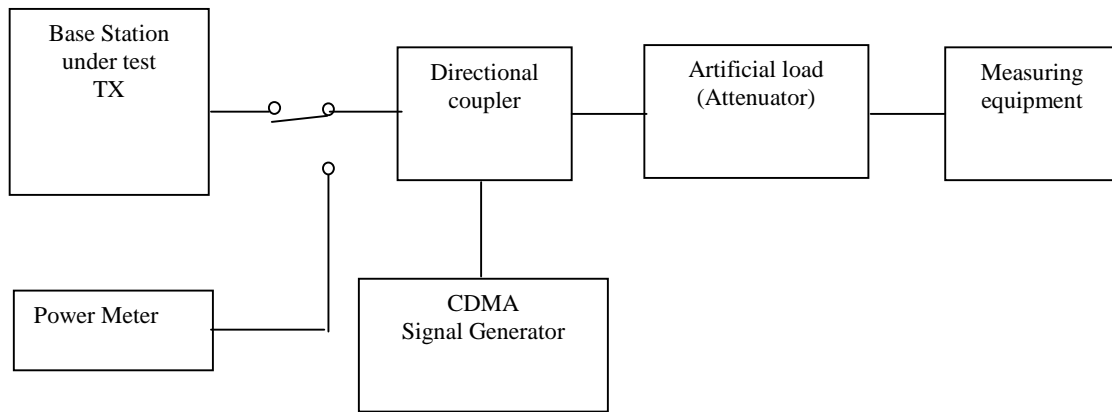 Base Station
under test
TX
Directional
coupler
Artificial load
(Attenuator)
Measuring
equipment
Power Meter
CDMA
Signal Generator